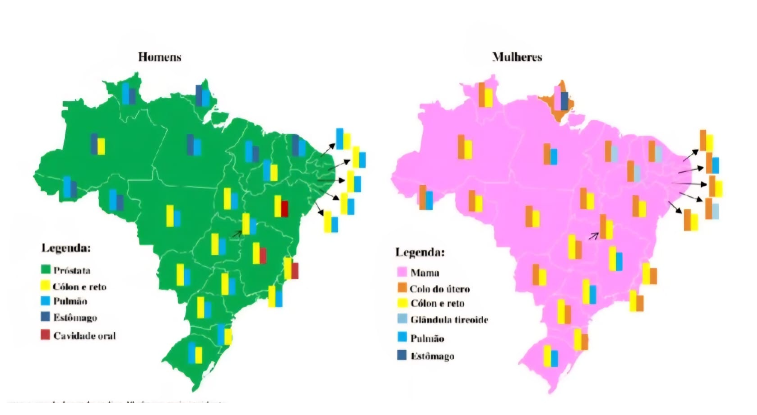 Homens
Mulheres
Legenda:
Próstata
Cólon e reto
Pulmão
Estômago
Cavidade oral
Legenda:
Mama
Colo do útero
Cólon e reto
Glândula tireoide
Pulmão
Estômago